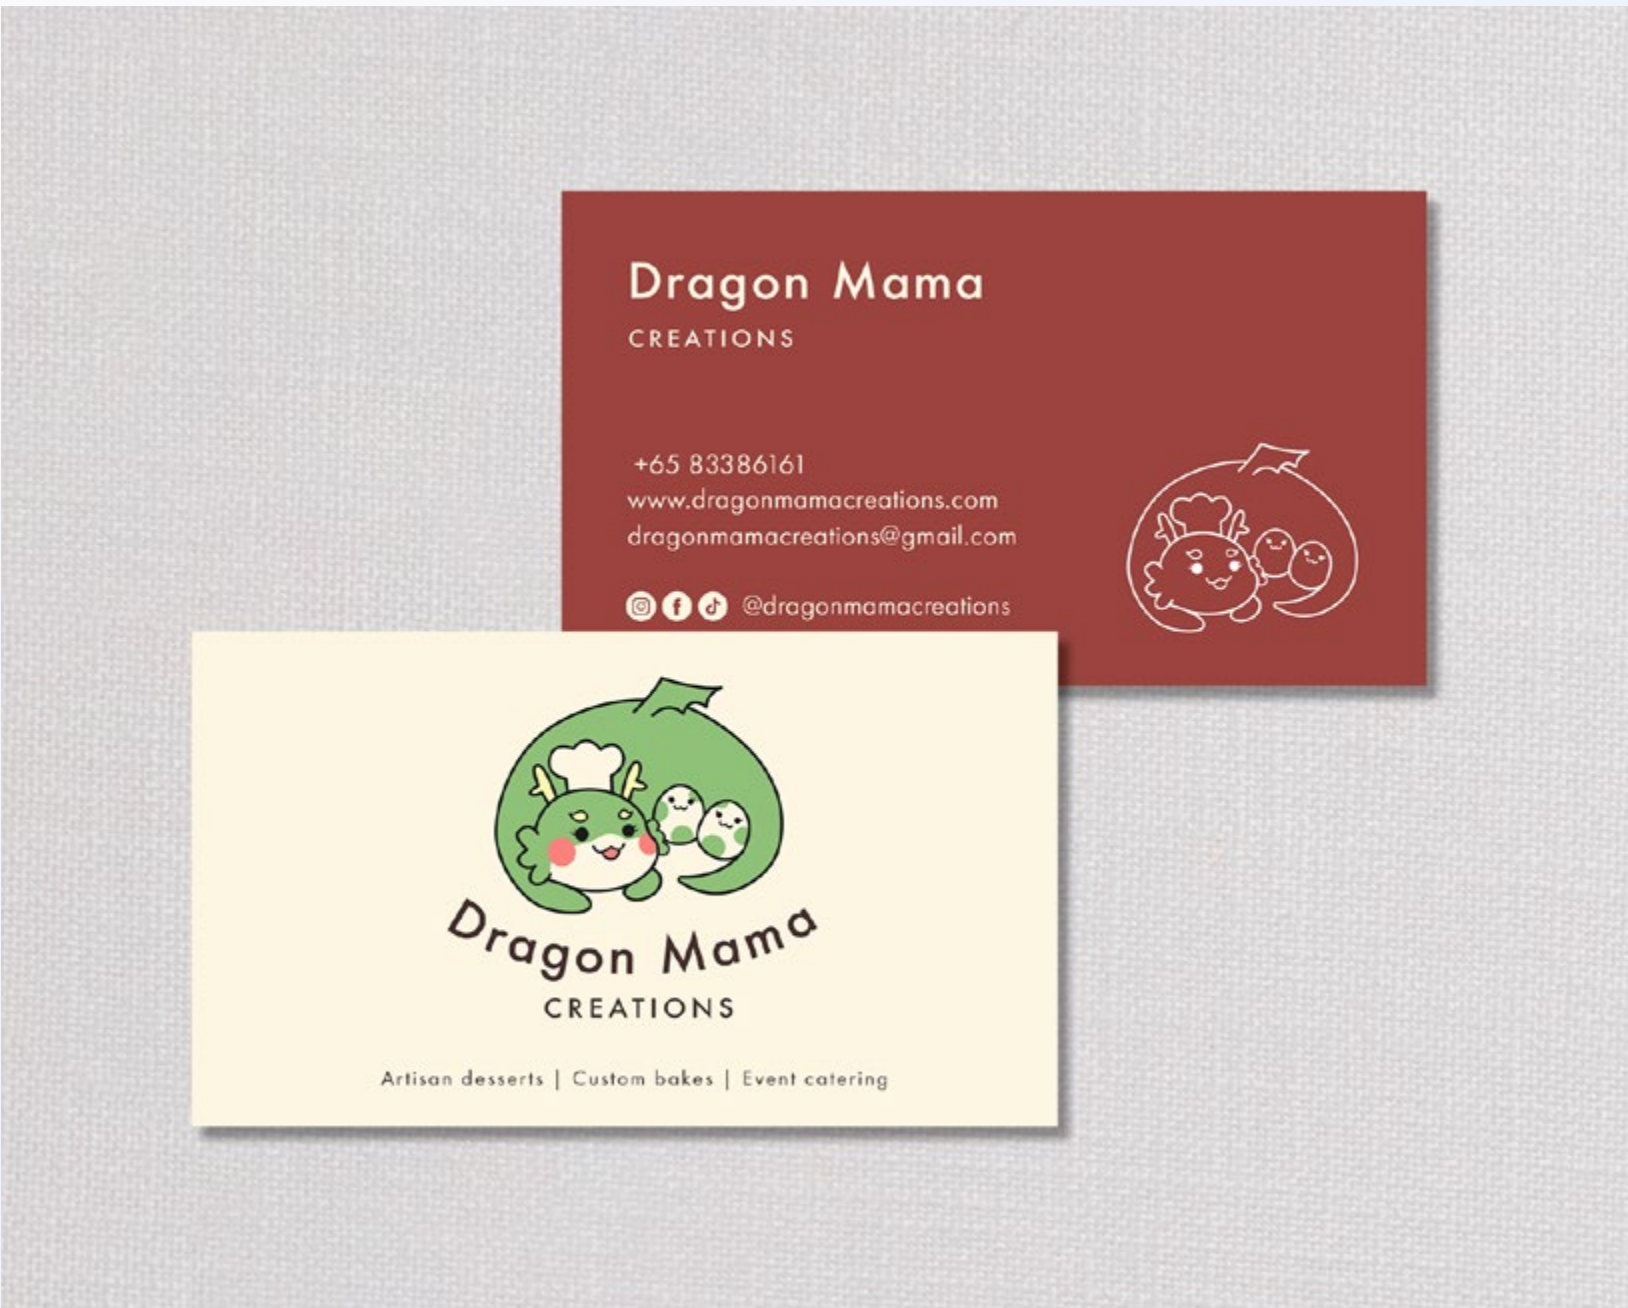 Dragon Mama
CREATIONS
+65 83386161
www.dragonmamacreations.com
dragonmamacreations@gmail.com
@dragonmamacreations
Dragon Mama
CREATIONS
Artisan desserts | Custom bakes | Event catering